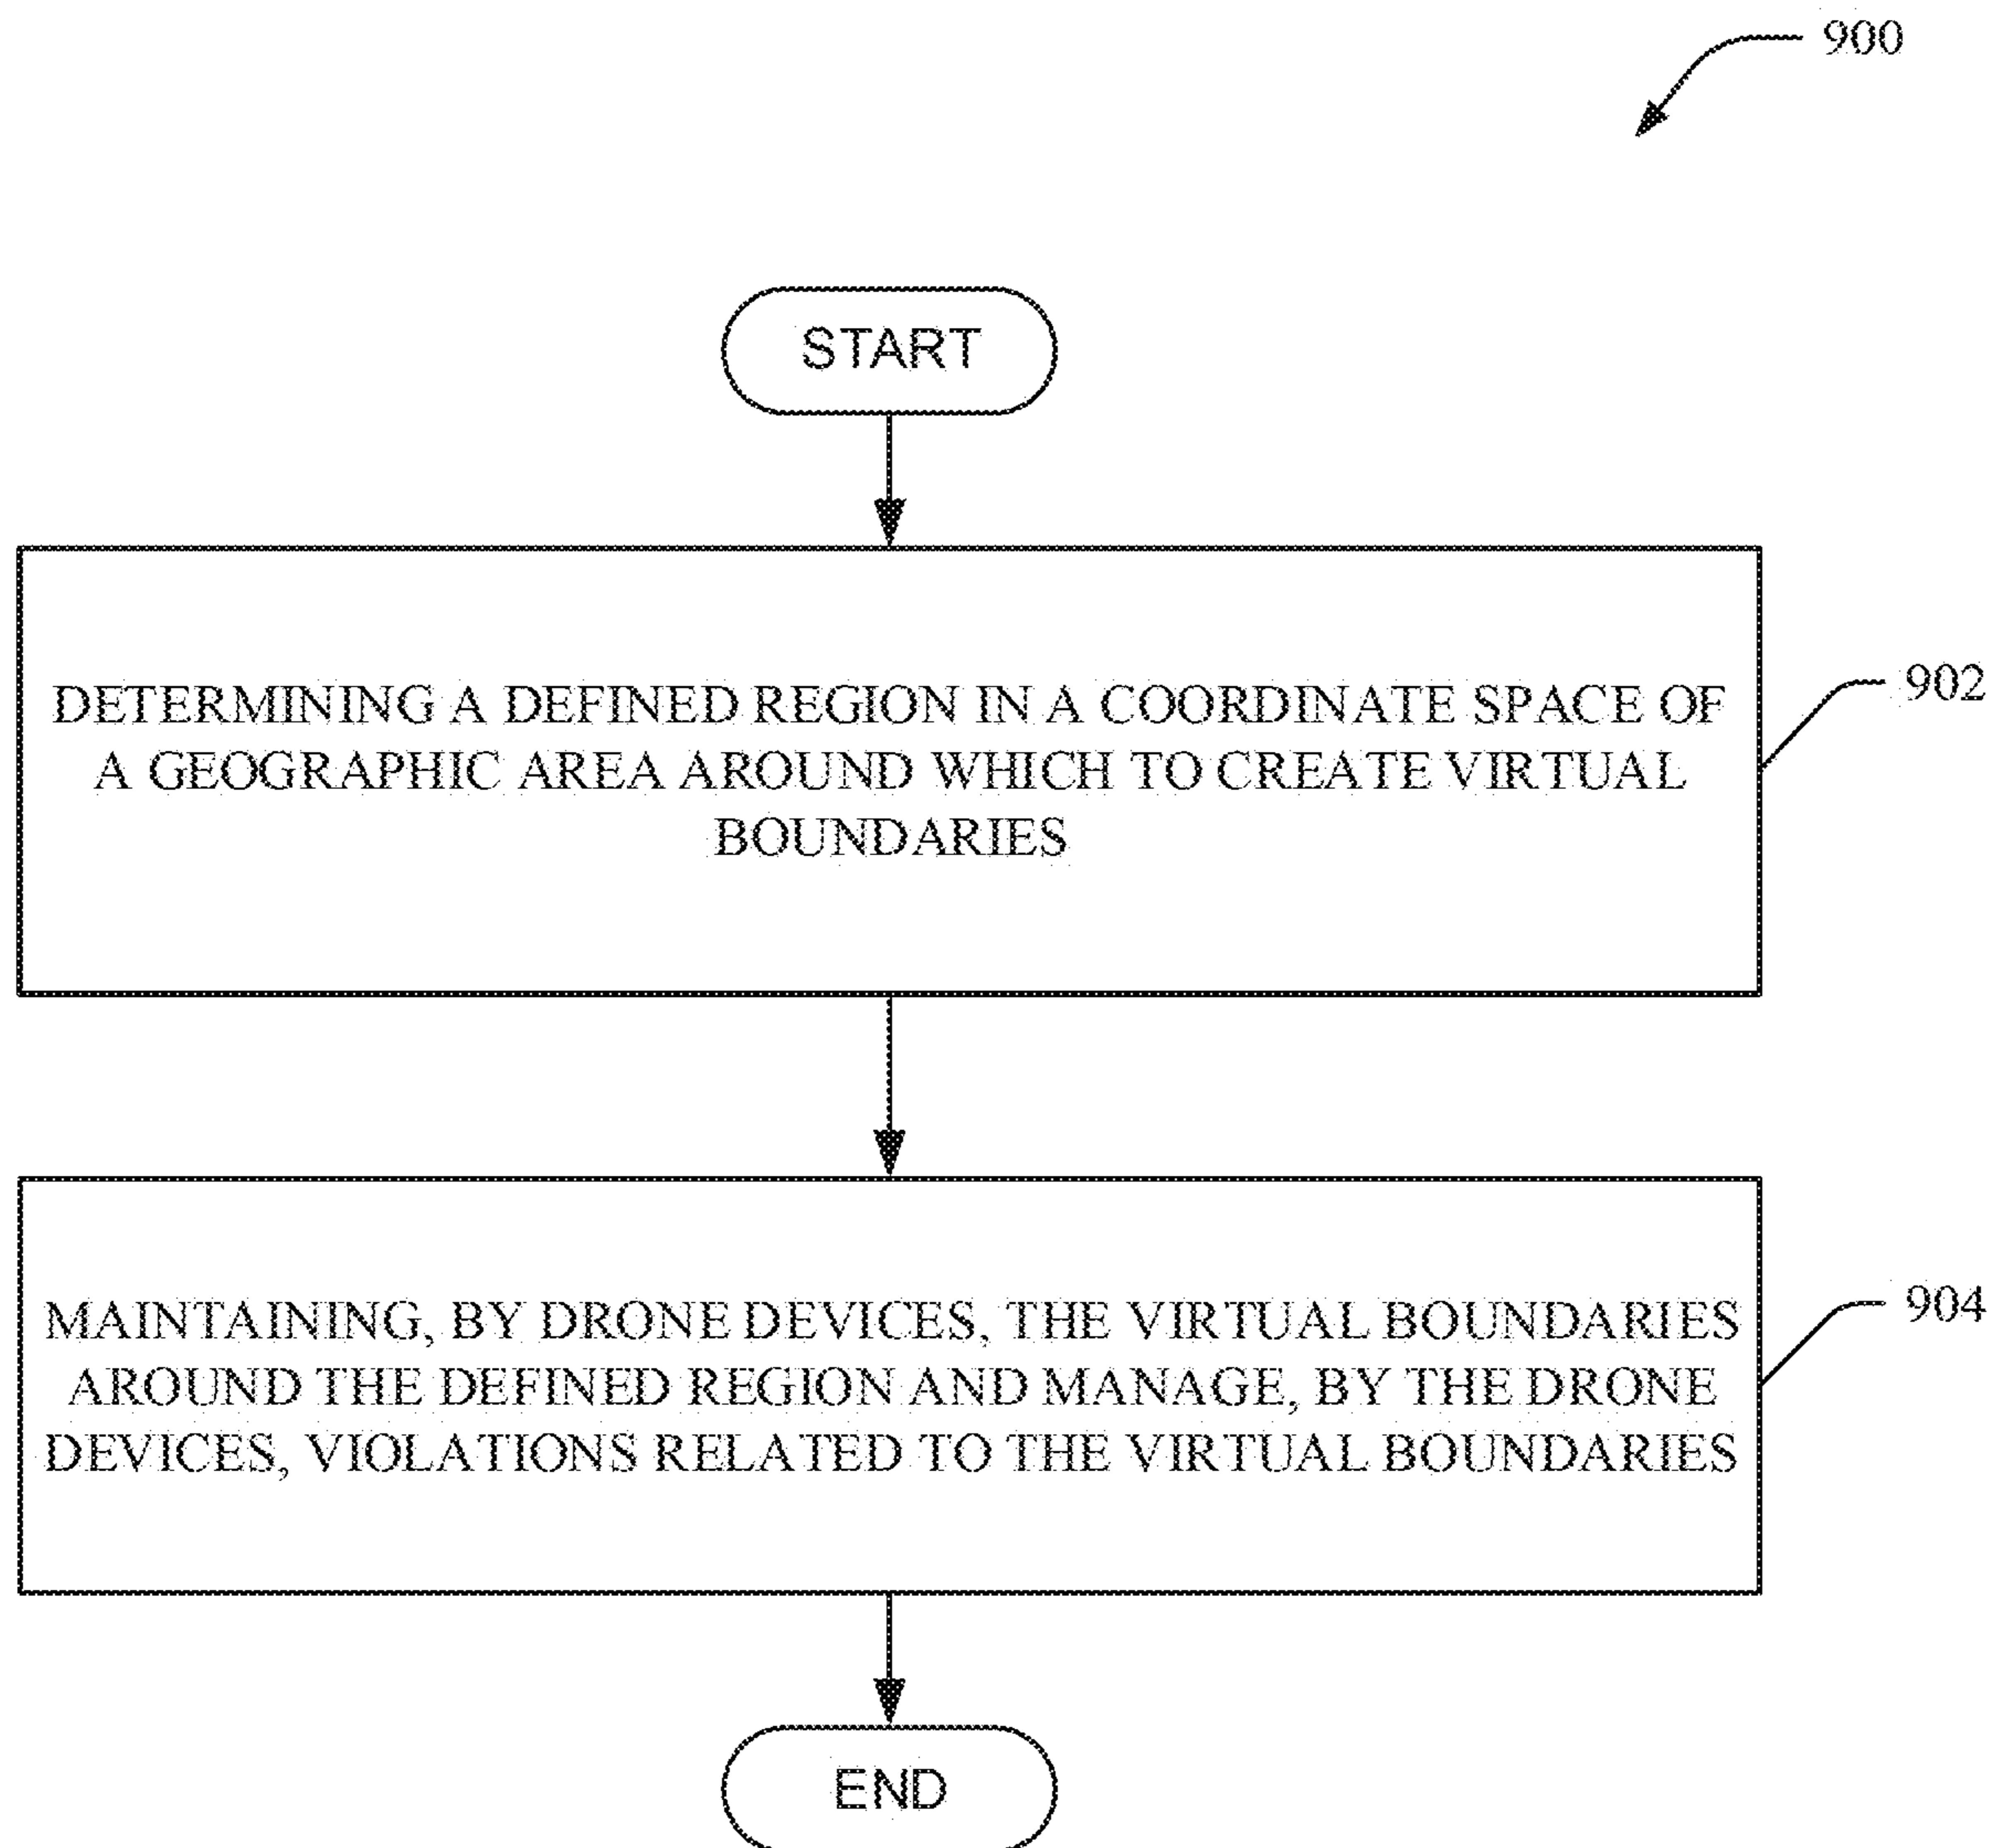 900
START
DETERMINING A DEFINED REGION IN A COORDINATE SPACE OF
A GEOGRAPHIC AREA AROUND WHICH TO CREATE VIRTUAL
BOUNDARIES
902
MAINTAINING, BY DRONE DEVICES, THE VIRTUAL BOUNDARIES
AROUND THE DEFINED REGION AND MANAGE, BY THE DRONE
DEVICES, VIOLATIONS RELATED TO THE VIRTUAL BOUNDARIES
904
END